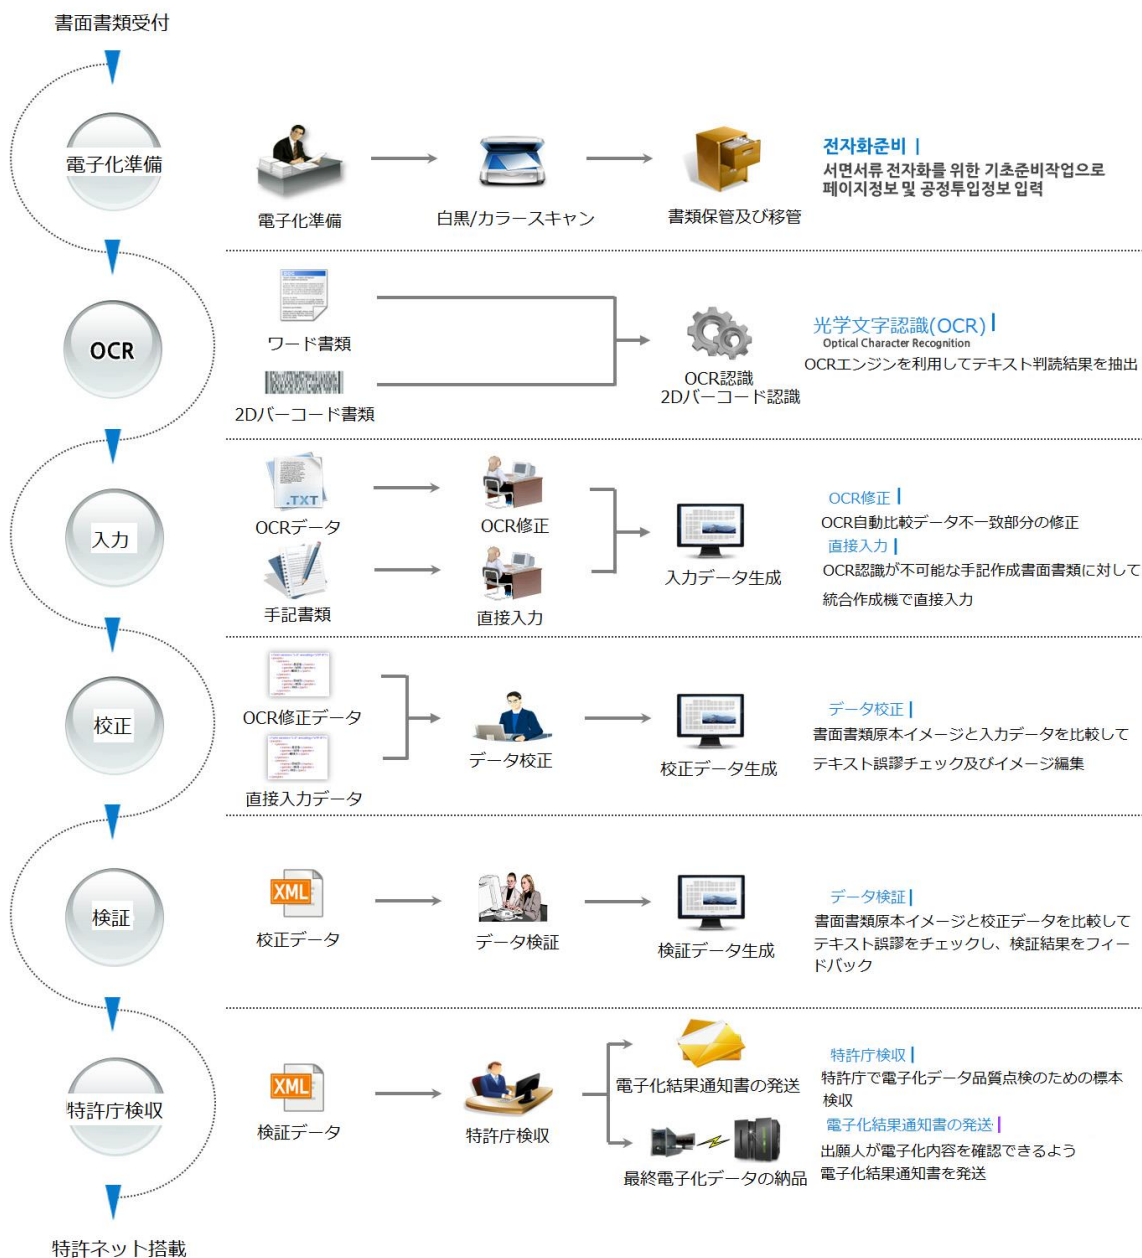 書面書類受付
電子化準備
電子化準備
白黒/カラースキャン
書類保管及び移管
전자화준비
서면서류 전자화를 위한 기초준비작업으로
페이지정보 및 공정투입정보 입력
OCR
ワード書類
2Dバーコード書類
OCR認識
2Dバーコード認識
光学文字認識(OCR)
Optical Character Recognition
OCRエンジンを利用してテキスト判読結果を抽出
入力
.TXT
OCRデータ
OCR修正
手記書類
直接入力
入力データ生成
OCR修正
OCR自動比較データ不一致部分の修正
直接入力
OCR認識が不可能な手記作成書面書類に対して
統合作成機で直接入力
校正
OCR修正データ
直接入力データ
データ校正
校正データ生成
データ校正
書面書類原本イメージと入力データを比較して
テキスト誤謬チェック及びイメージ編集
検証
XML
校正データ
データ検証
検証データ生成
データ検証
書面書類原本イメージと校正データを比較して
テキスト誤謬をチェックし、検証結果をフィー
ドバック
特許庁検収
XML
検証データ
特許庁検収
電子化結果通知書の発送
最終電子化データの納品
特許庁検収
特許庁で電子化データ品質点検のための標本
検収
電子化結果通知書の発送
出願人が電子化内容を確認できるよう
電子化結果通知書を発送
特許ネット搭載